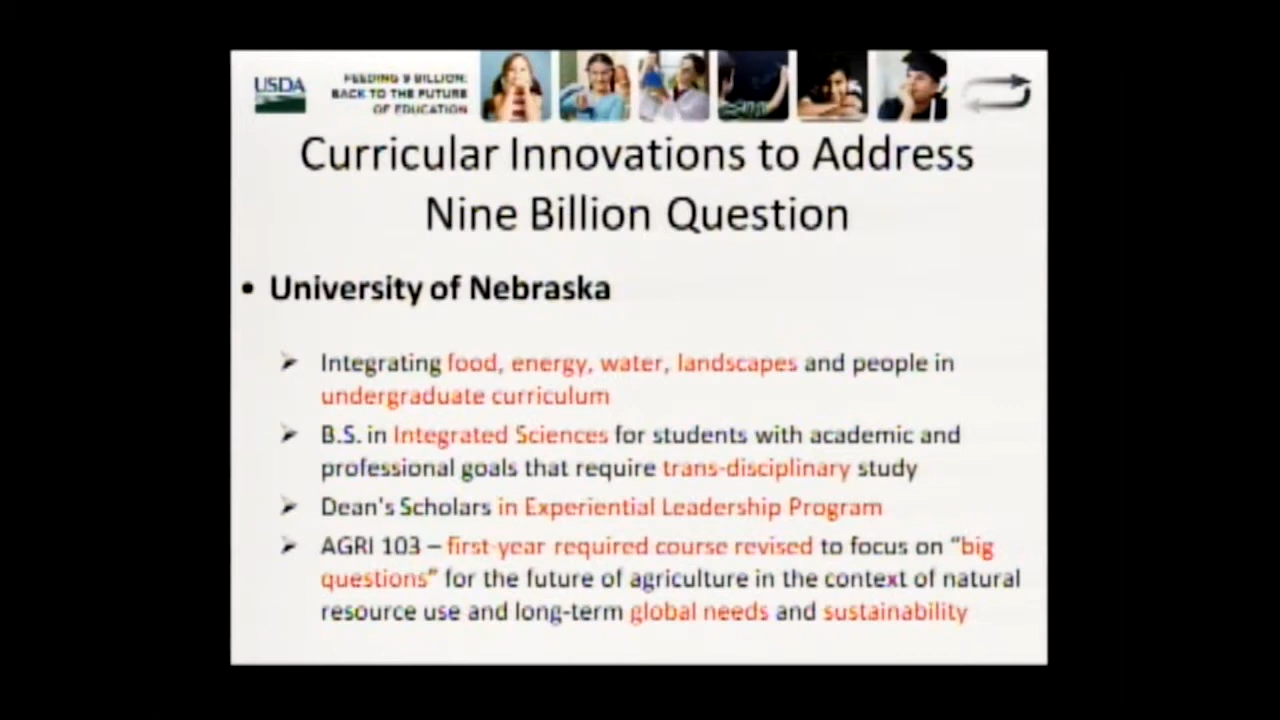 USDA
FEEDING 9 BILLION:
BACK TO THE FUTURE
OF EDUCATION
Curricular Innovations to Address
Nine Billion Question
• University of Nebraska
➢ Integrating food, energy, water, landscapes and people in
undergraduate curriculum
➢ B.S. in Integrated Sciences for students with academic and
professional goals that require trans-disciplinary study
➢ Dean's Scholars in Experiential Leadership Program
➢ AGRI 103 – first-year required course revised to focus on “big
questions” for the future of agriculture in the context of natural
resource use and long-term global needs and sustainability